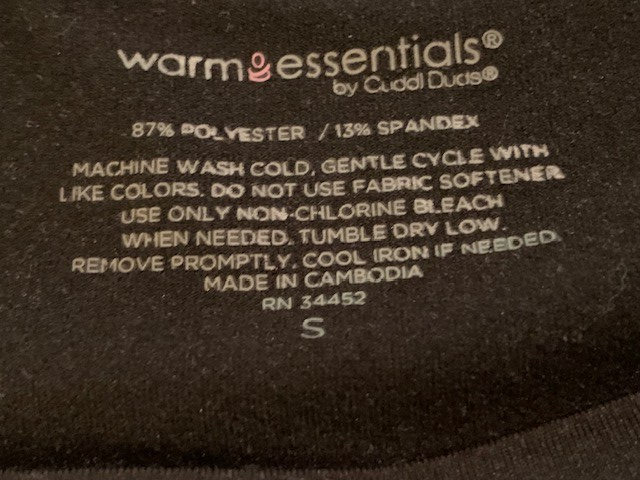 warm essentials®
by Cuddl Duds®
87% POLYESTER / 13% SPANDEX
MACHINE WASH COLD, GENTLE CYCLE WITH
LIKE COLORS. DO NOT USE FABRIC SOFTENER.
USE ONLY NON-CHLORINE BLEACH
WHEN NEEDED. TUMBLE DRY LOW.
REMOVE PROMPTLY. COOL IRON IF NEEDED.
MADE IN CAMBODIA
RN 34452
S